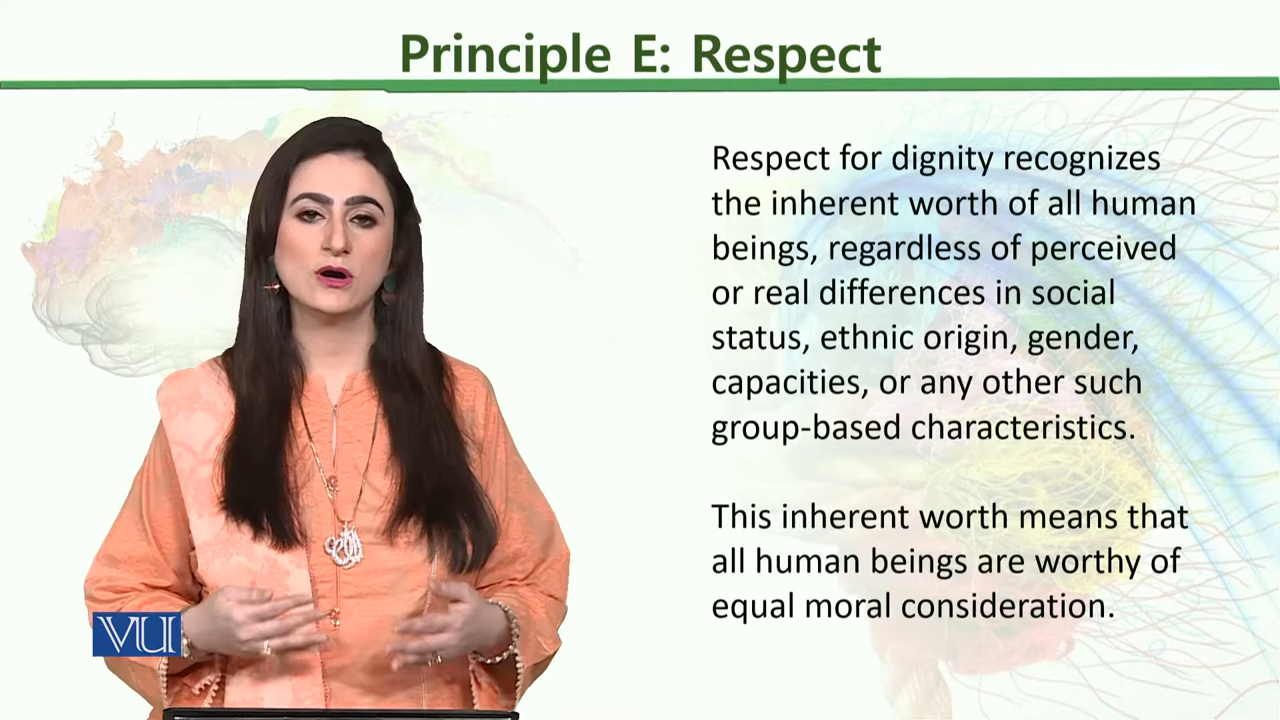 Principle E: Respect
Respect for dignity recognizes
the inherent worth of all human
beings, regardless of perceived
or real differences in social
status, ethnic origin, gender,
capacities, or any other such
group-based characteristics.
This inherent worth means that
all human beings are worthy of
equal moral consideration.
VU
الله